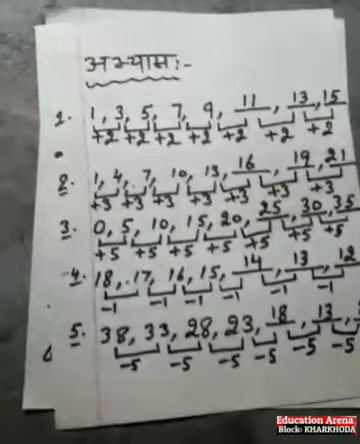 अभ्यास :-
1. 1, 3, 5, 7, 9, 11, 13, 15
+2 +2 +2 +2 +2 +2 +2
2. 1, 4, 7, 10, 13, 16, 19, 21
+3 +3 +3 +3 +3 +3 +3
3. 0, 5, 10, 15, 20, 25, 30, 35
+5 +5 +5 +5 +5 +5 +5
4. 18, 17, 16, 15, 14, 13, 12
-1 -1 -1 -1 -1 -1
5. 38, 33, 28, 23, 18, 13,
-5 -5 -5 -5 -5 -5
Education Arena
Block: KHARKHODA